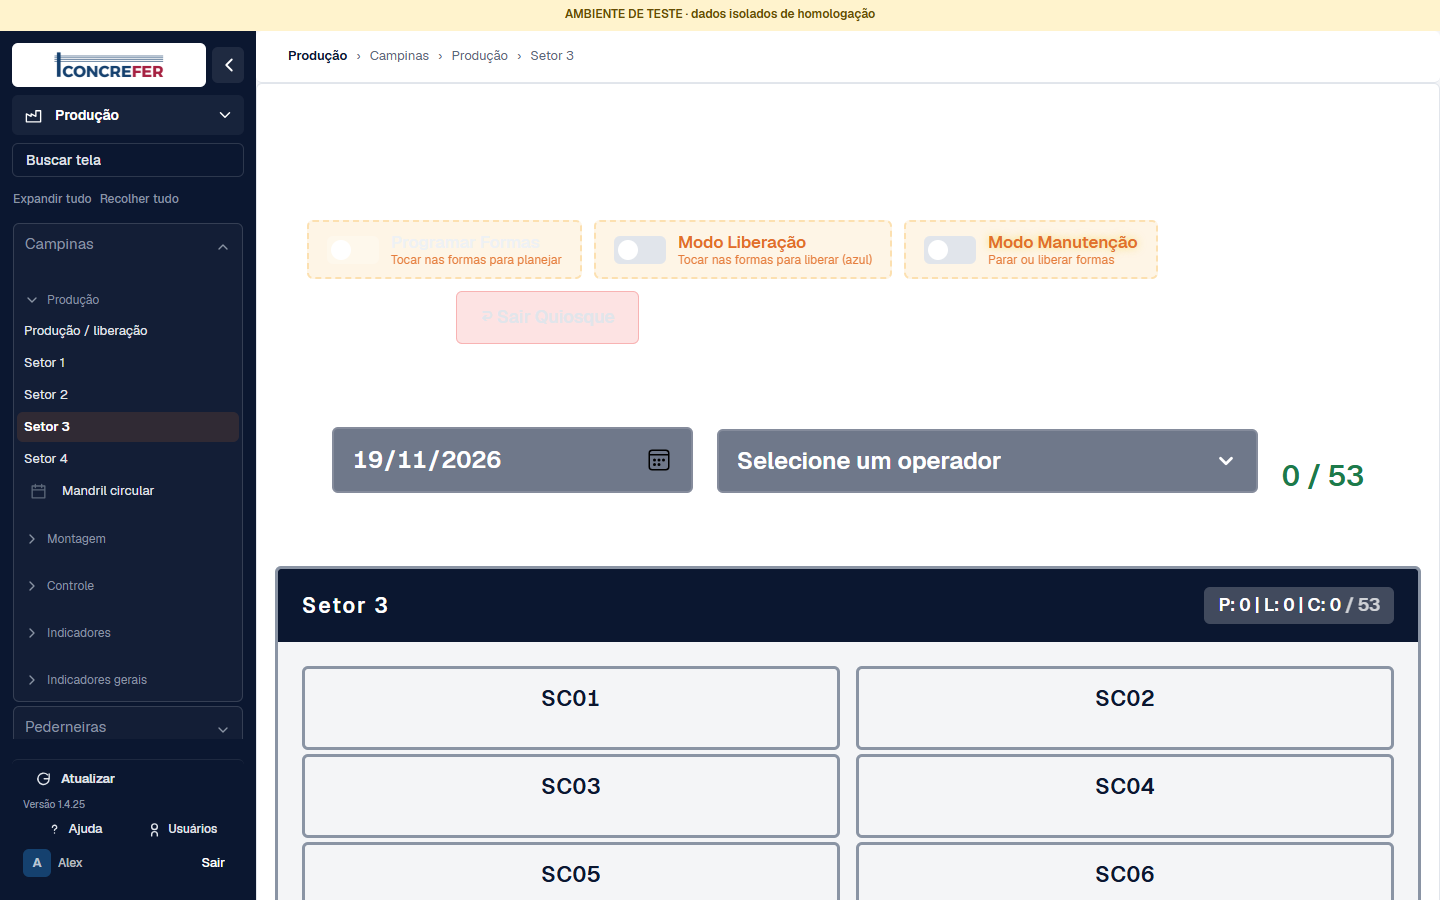 AMBIENTE DE TESTE · dados isolados de homologação
CONCREFER
Produção
Buscar tela
Expandir tudo Recolher tudo
Campinas
Produção
Produção / liberação
Setor 1
Setor 2
Setor 3
Setor 4
Mandril circular
Montagem
Controle
Indicadores
Indicadores gerais
Pederneiras
Atualizar
Versão 1.4.25
? Ajuda
Usuários
A Alex
Sair
Produção › Campinas › Produção › Setor 3
Programar Formas
Tocar nas formas para planejar
Modo Liberação
Tocar nas formas para liberar (azul)
Modo Manutenção
Parar ou liberar formas
Sair Quiosque
19/11/2026
Selecione um operador
0 / 53
Setor 3
P: 0 | L: 0 | C: 0 / 53
SC01
SC02
SC03
SC04
SC05
SC06